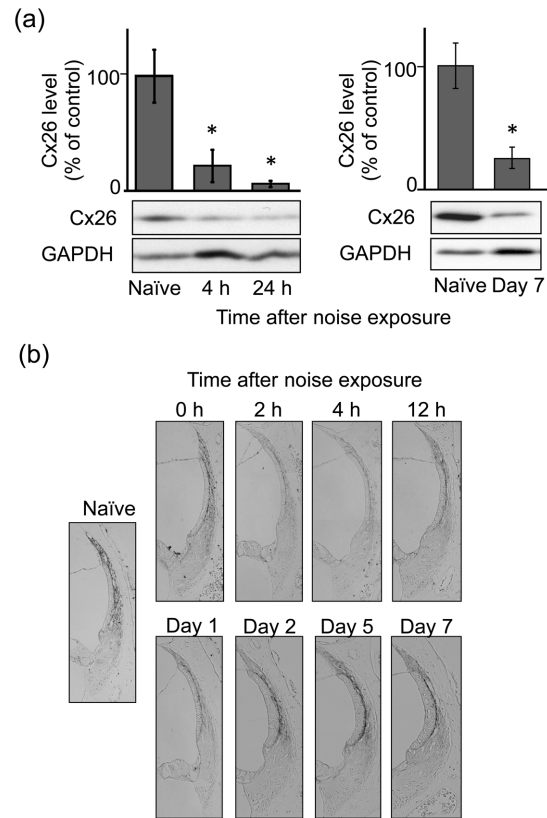 (a)
Cx26 level
(% of control)
100
0
*
*
Cx26
GAPDH
Naïve 4 h 24 h
Cx26 level
(% of control)
100
0
*
Cx26
GAPDH
Naïve Day 7
Time after noise exposure
(b)
Time after noise exposure
0 h 2 h 4 h 12 h
Naïve
Day 1 Day 2 Day 5 Day 7